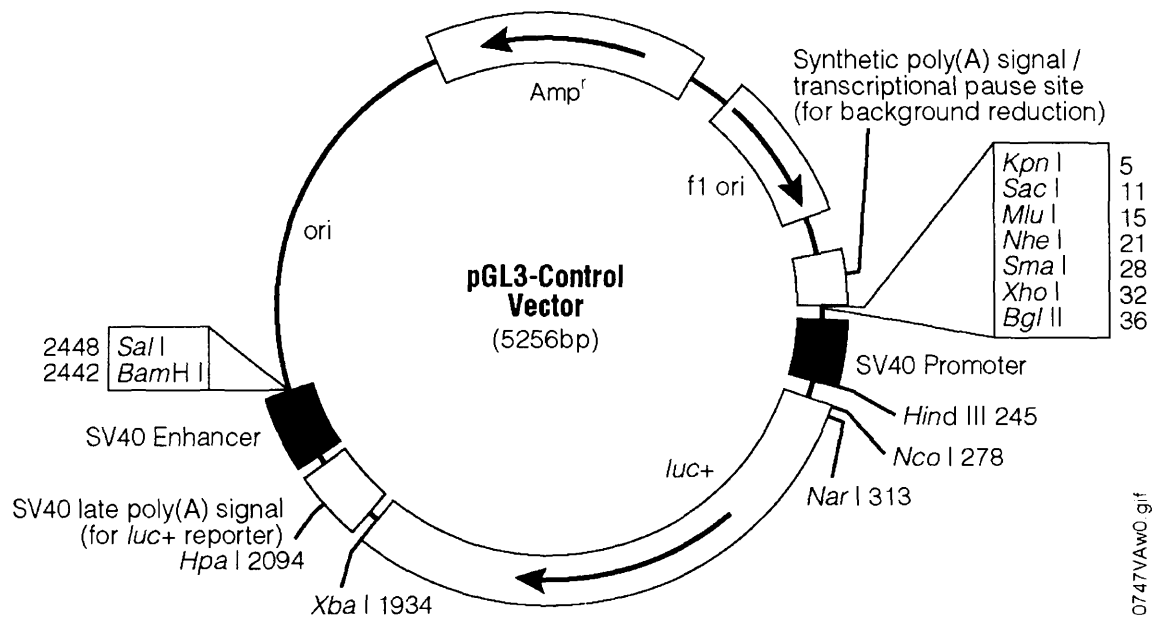 Ampʳ
Synthetic poly(A) signal /
transcriptional pause site
(for background reduction)
f1 ori
Kpn I 5
Sac I 11
Mlu I 15
Nhe I 21
Sma I 28
Xho I 32
Bgl II 36
ori
pGL3-Control
Vector
(5256bp)
2448 Sal I
2442 BamH I
SV40 Promoter
Hind III 245
SV40 Enhancer
Nco I 278
luc+
Nar I 313
SV40 late poly(A) signal
(for luc+ reporter)
Hpa I 2094
Xba I 1934
0747VAw0.gif